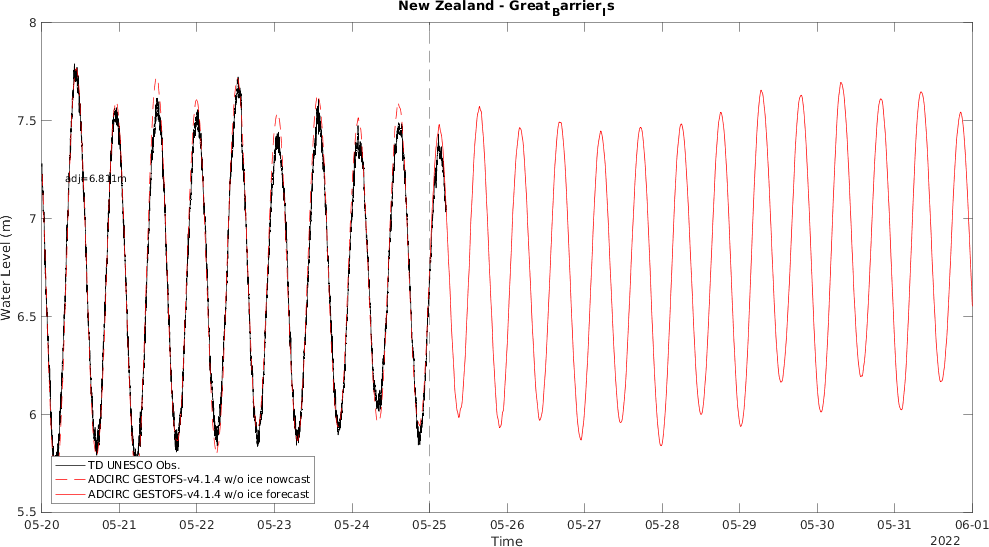 New Zealand - GreatBarrierIs
8
7.5
7
6.5
6
5.5
Water Level (m)
adj=6.811m
TD UNESCO Obs.
ADCIRC GESTOFS-v4.1.4 w/o ice nowcast
ADCIRC GESTOFS-v4.1.4 w/o ice forecast
05-20 05-21 05-22 05-23 05-24 05-25 05-26 05-27 05-28 05-29 05-30 05-31 06-01
Time
2022